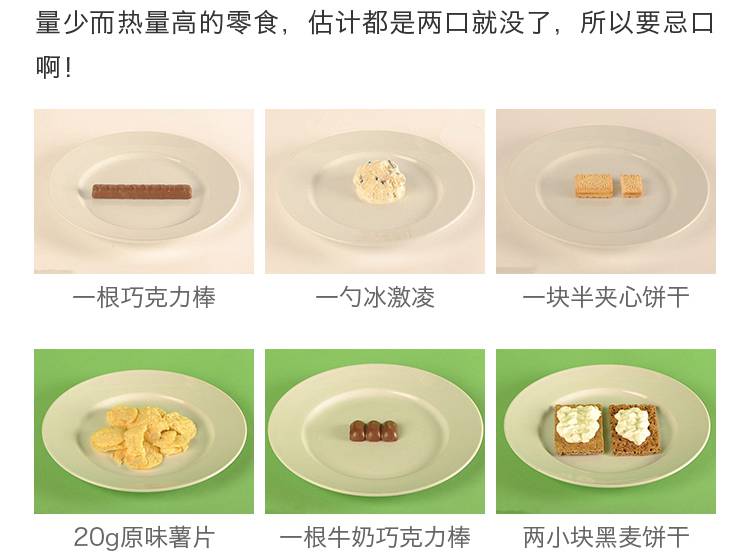 量少而热量高的零食，估计都是两口就没了，所以要忌口
啊！
一根巧克力棒
一勺冰激凌
一块半夹心饼干
20g原味薯片
一根牛奶巧克力棒
两小块黑麦饼干